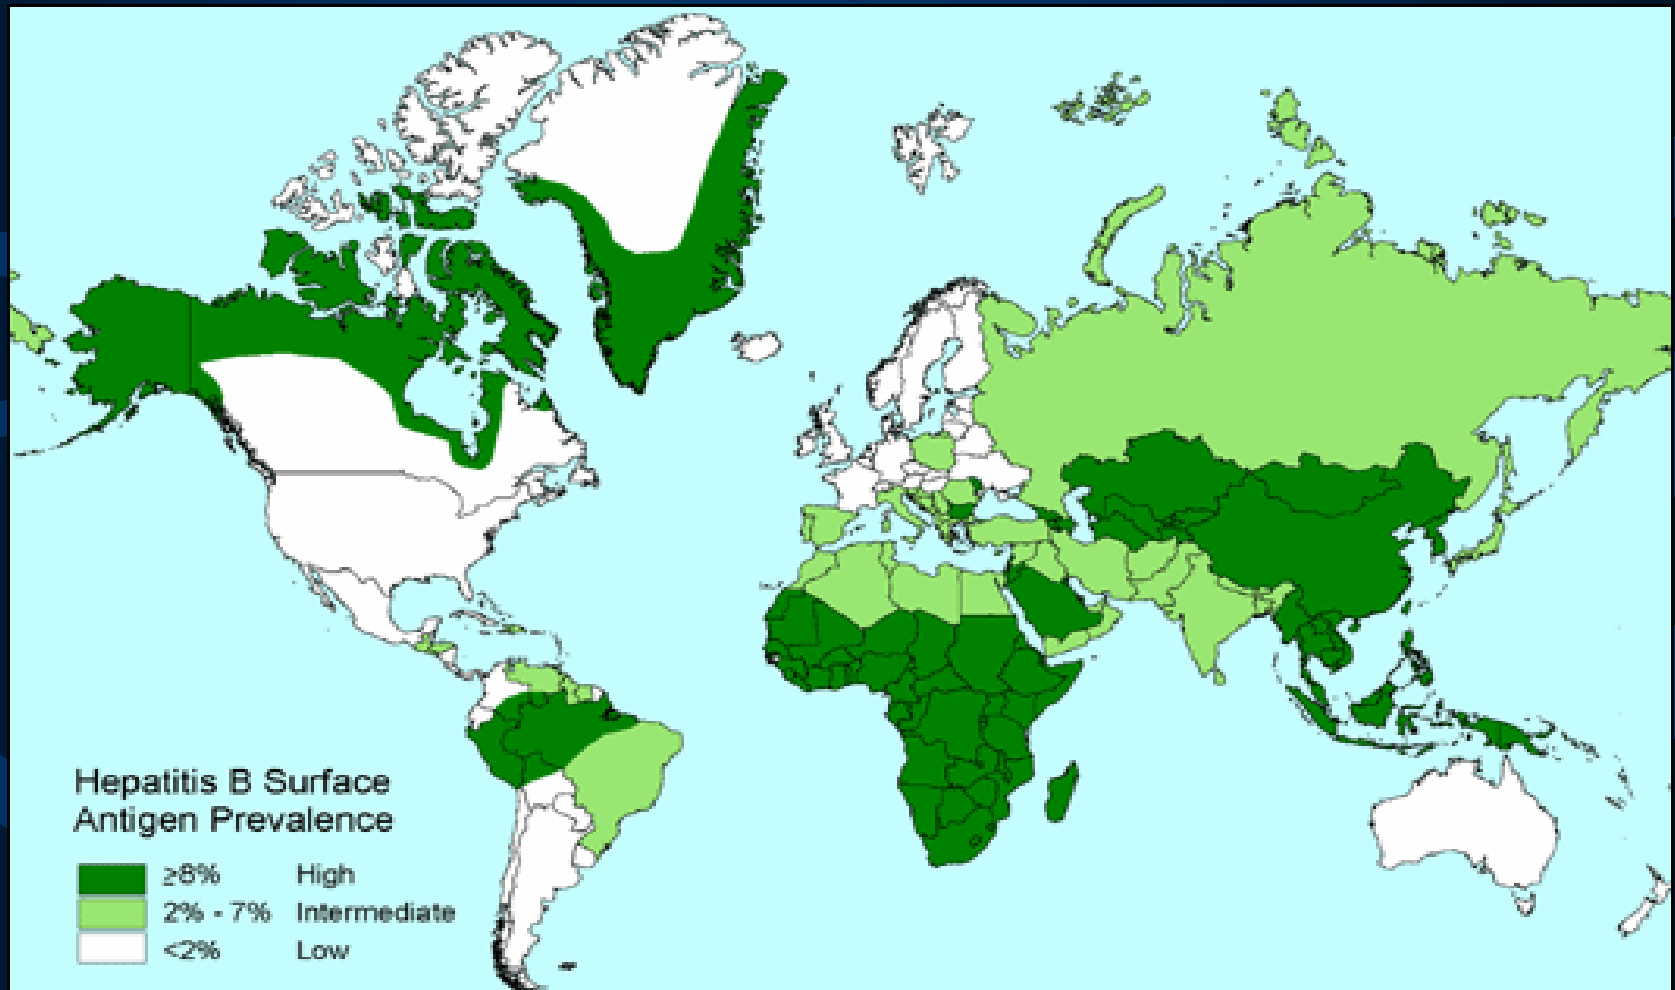 Hepatitis B Surface
Antigen Prevalence
≥8% High
2% - 7% Intermediate
<2% Low